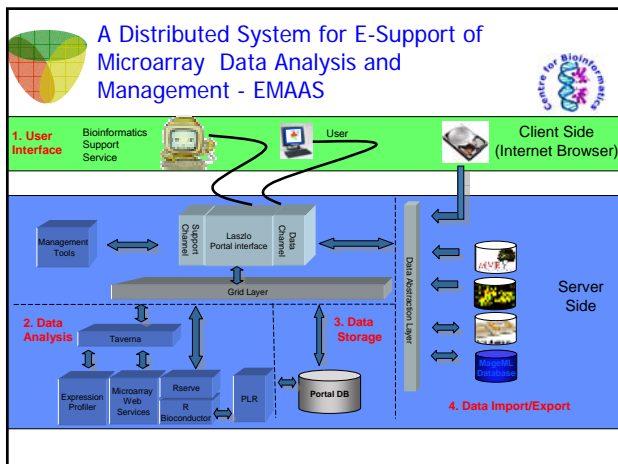 A Distributed System for E-Support of
Microarray Data Analysis and
Management - EMAAS
Centre for Bioinformatics
1. User
Interface
Bioinformatics
Support
Service
User
Client Side
(Internet Browser)
Management
Tools
Support
Channel
Laszlo
Portal interface
Data
Channel
Grid Layer
Data Abstraction Layer
Server
Side
2. Data
Analysis
3. Data
Storage
Taverna
Expression
Profiler
Microarray
Web
Services
Rserve
R
Bioconductor
PLR
Portal DB
MageML
Database
4. Data Import/Export